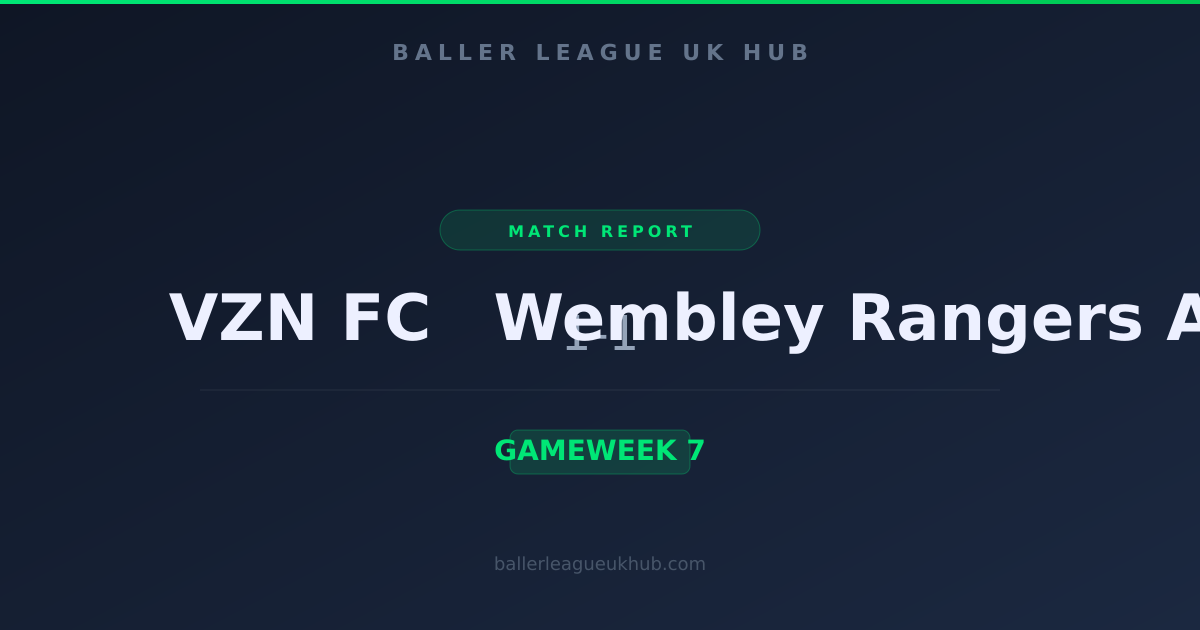 BALLER LEAGUE UK HUB
MATCH REPORT
VZN FC Wembley Rangers A
1-1
GAMEWEEK 7
ballerleagueukhub.com